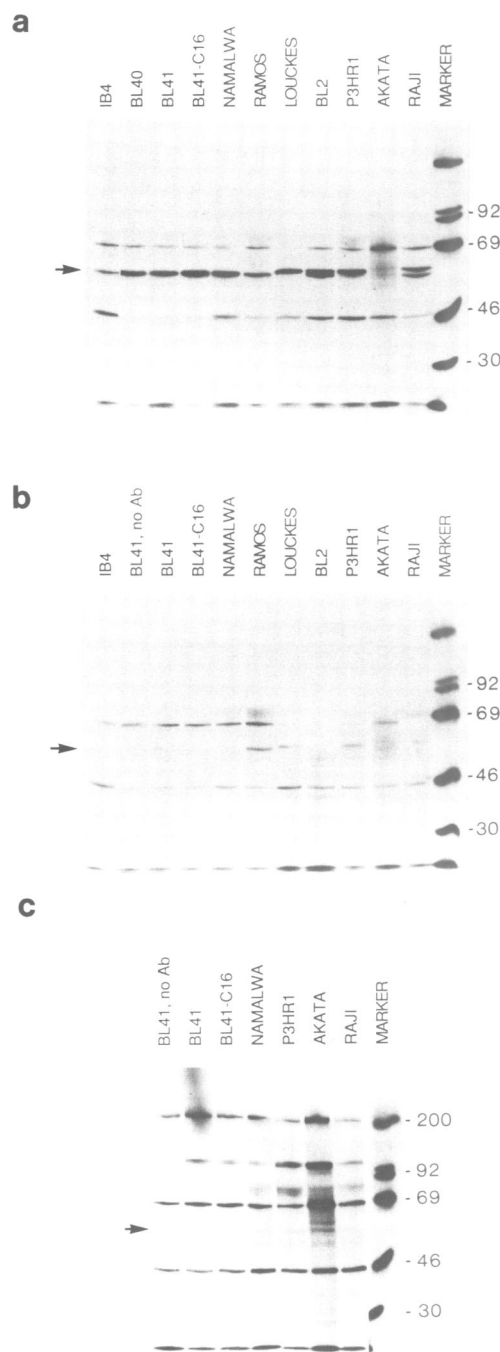 a
IB4 BL40 BL41 BL41-C16 NAMALWA RAMOS LOUCKES BL2 P3HR1 AKATA RAJI MARKER
-92
-69
-46
-30
b
IB4 BL41, no Ab BL41 BL41-C16 NAMALWA RAMOS LOUCKES BL2 P3HR1 AKATA RAJI MARKER
-92
-69
-46
-30
c
BL41, no Ab BL41 BL41-C16 NAMALWA P3HR1 AKATA RAJI MARKER
-200
-92
-69
-46
-30